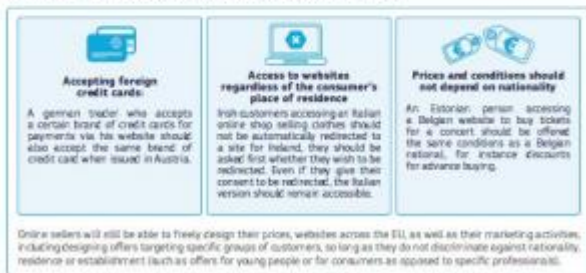 Accepting foreign
credit cards:
A german trader who accepts
a certain brand of credit cards for
payments via his website should
also accept the same brand of
credit card when issued in Austria.
Access to websites
regardless of the consumer's
place of residence
Irish customers accessing an Italian
online shop selling clothes should
not be automatically redirected to
a site for Ireland, they should be
asked first whether they wish to be
redirected. Even if they give their
consent to be redirected, the Italian
version should remain accessible.
Prices and conditions should
not depend on nationality
An Estonian person accessing
a Belgian website to buy tickets
for a concert should be offered
the same conditions as a Belgian
national, for instance discounts
for advance buying.
Online sellers will still be able to freely design their prices, websites across the EU, as well as their marketing activities,
including designing offers targeting specific groups of customers, so long as they do not discriminate against nationality,
residence or establishment (such as offers for young people or for consumers as opposed to specific professionals).